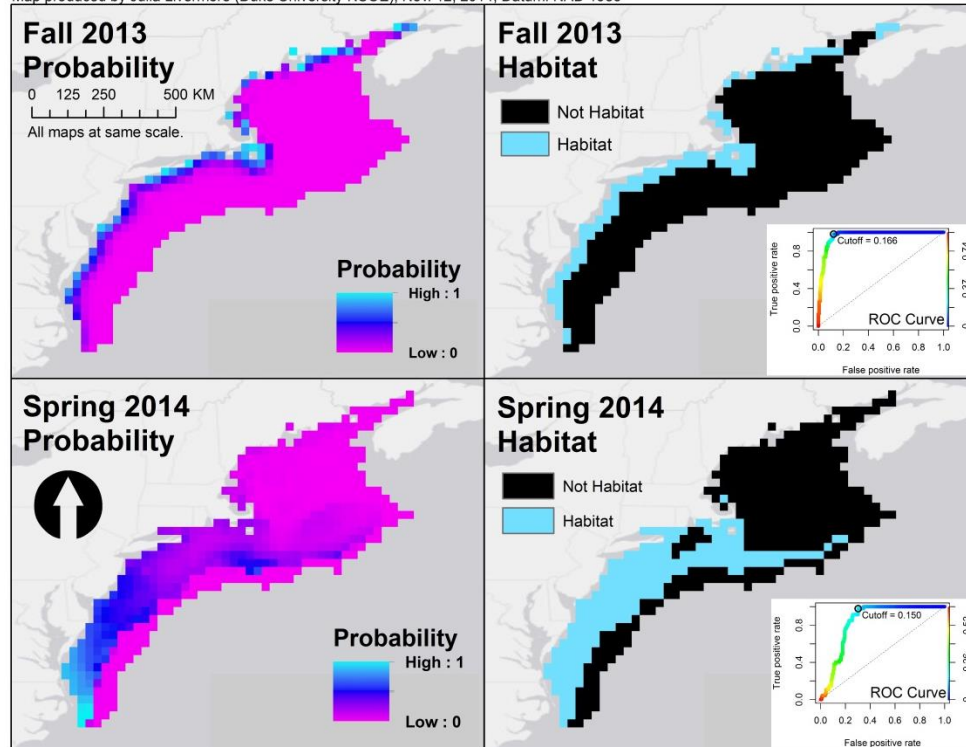 Fall 2013
Probability
0 125 250 500 KM
All maps at same scale.
Probability
High : 1
Low : 0
Fall 2013
Habitat
Not Habitat
Habitat
True positive rate
0.0 0.4 0.8
Cutoff = 0.166
ROC Curve
0 0.27 0.74
0.0 0.2 0.4 0.6 0.8 1.0
False positive rate
Spring 2014
Probability
Probability
High : 1
Low : 0
Spring 2014
Habitat
Not Habitat
Habitat
True positive rate
0.0 0.4 0.8
Cutoff = 0.150
ROC Curve
0.0 0.2 0.4 0.6 0.8 1.0
False positive rate